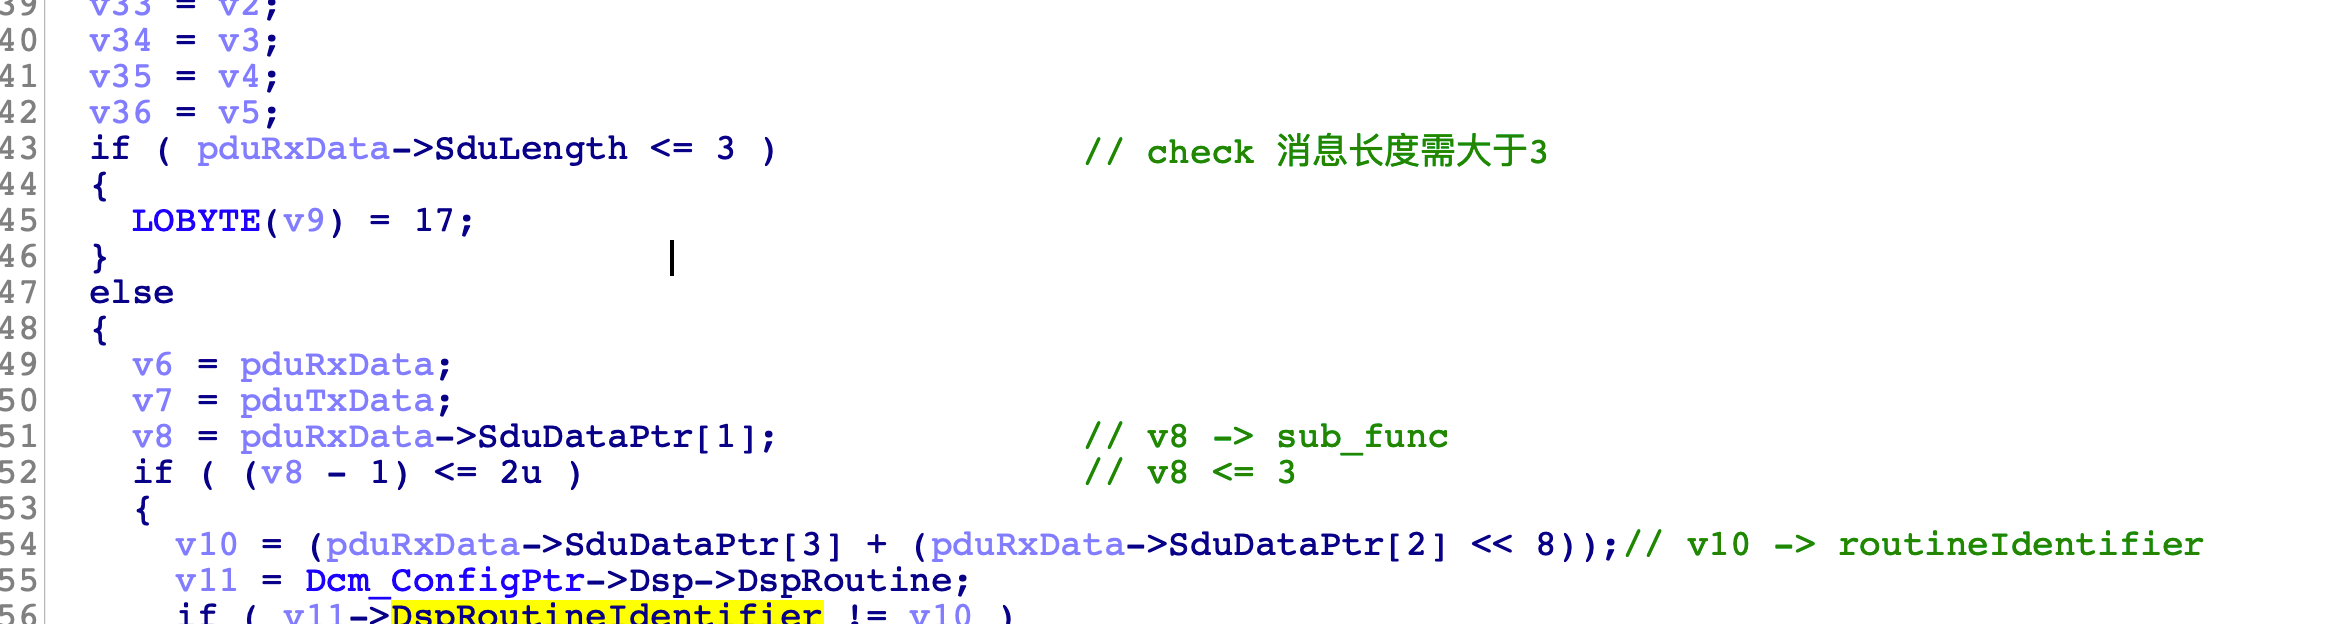 39 v33 = v2;
40 v34 = v3;
41 v35 = v4;
42 v36 = v5;
43 if ( pduRxData->SduLength <= 3 ) // check 消息长度需大于3
44 {
45 LOBYTE(v9) = 17;
46 }
47 else
48 {
49 v6 = pduRxData;
50 v7 = pduTxData;
51 v8 = pduRxData->SduDataPtr[1]; // v8 -> sub_func
52 if ( (v8 - 1) <= 2u ) // v8 <= 3
53 {
54 v10 = (pduRxData->SduDataPtr[3] + (pduRxData->SduDataPtr[2] << 8));// v10 -> routineIdentifier
55 v11 = Dcm_ConfigPtr->Dsp->DspRoutine;
56 if ( v11->DspRoutineIdentifier != v10 )